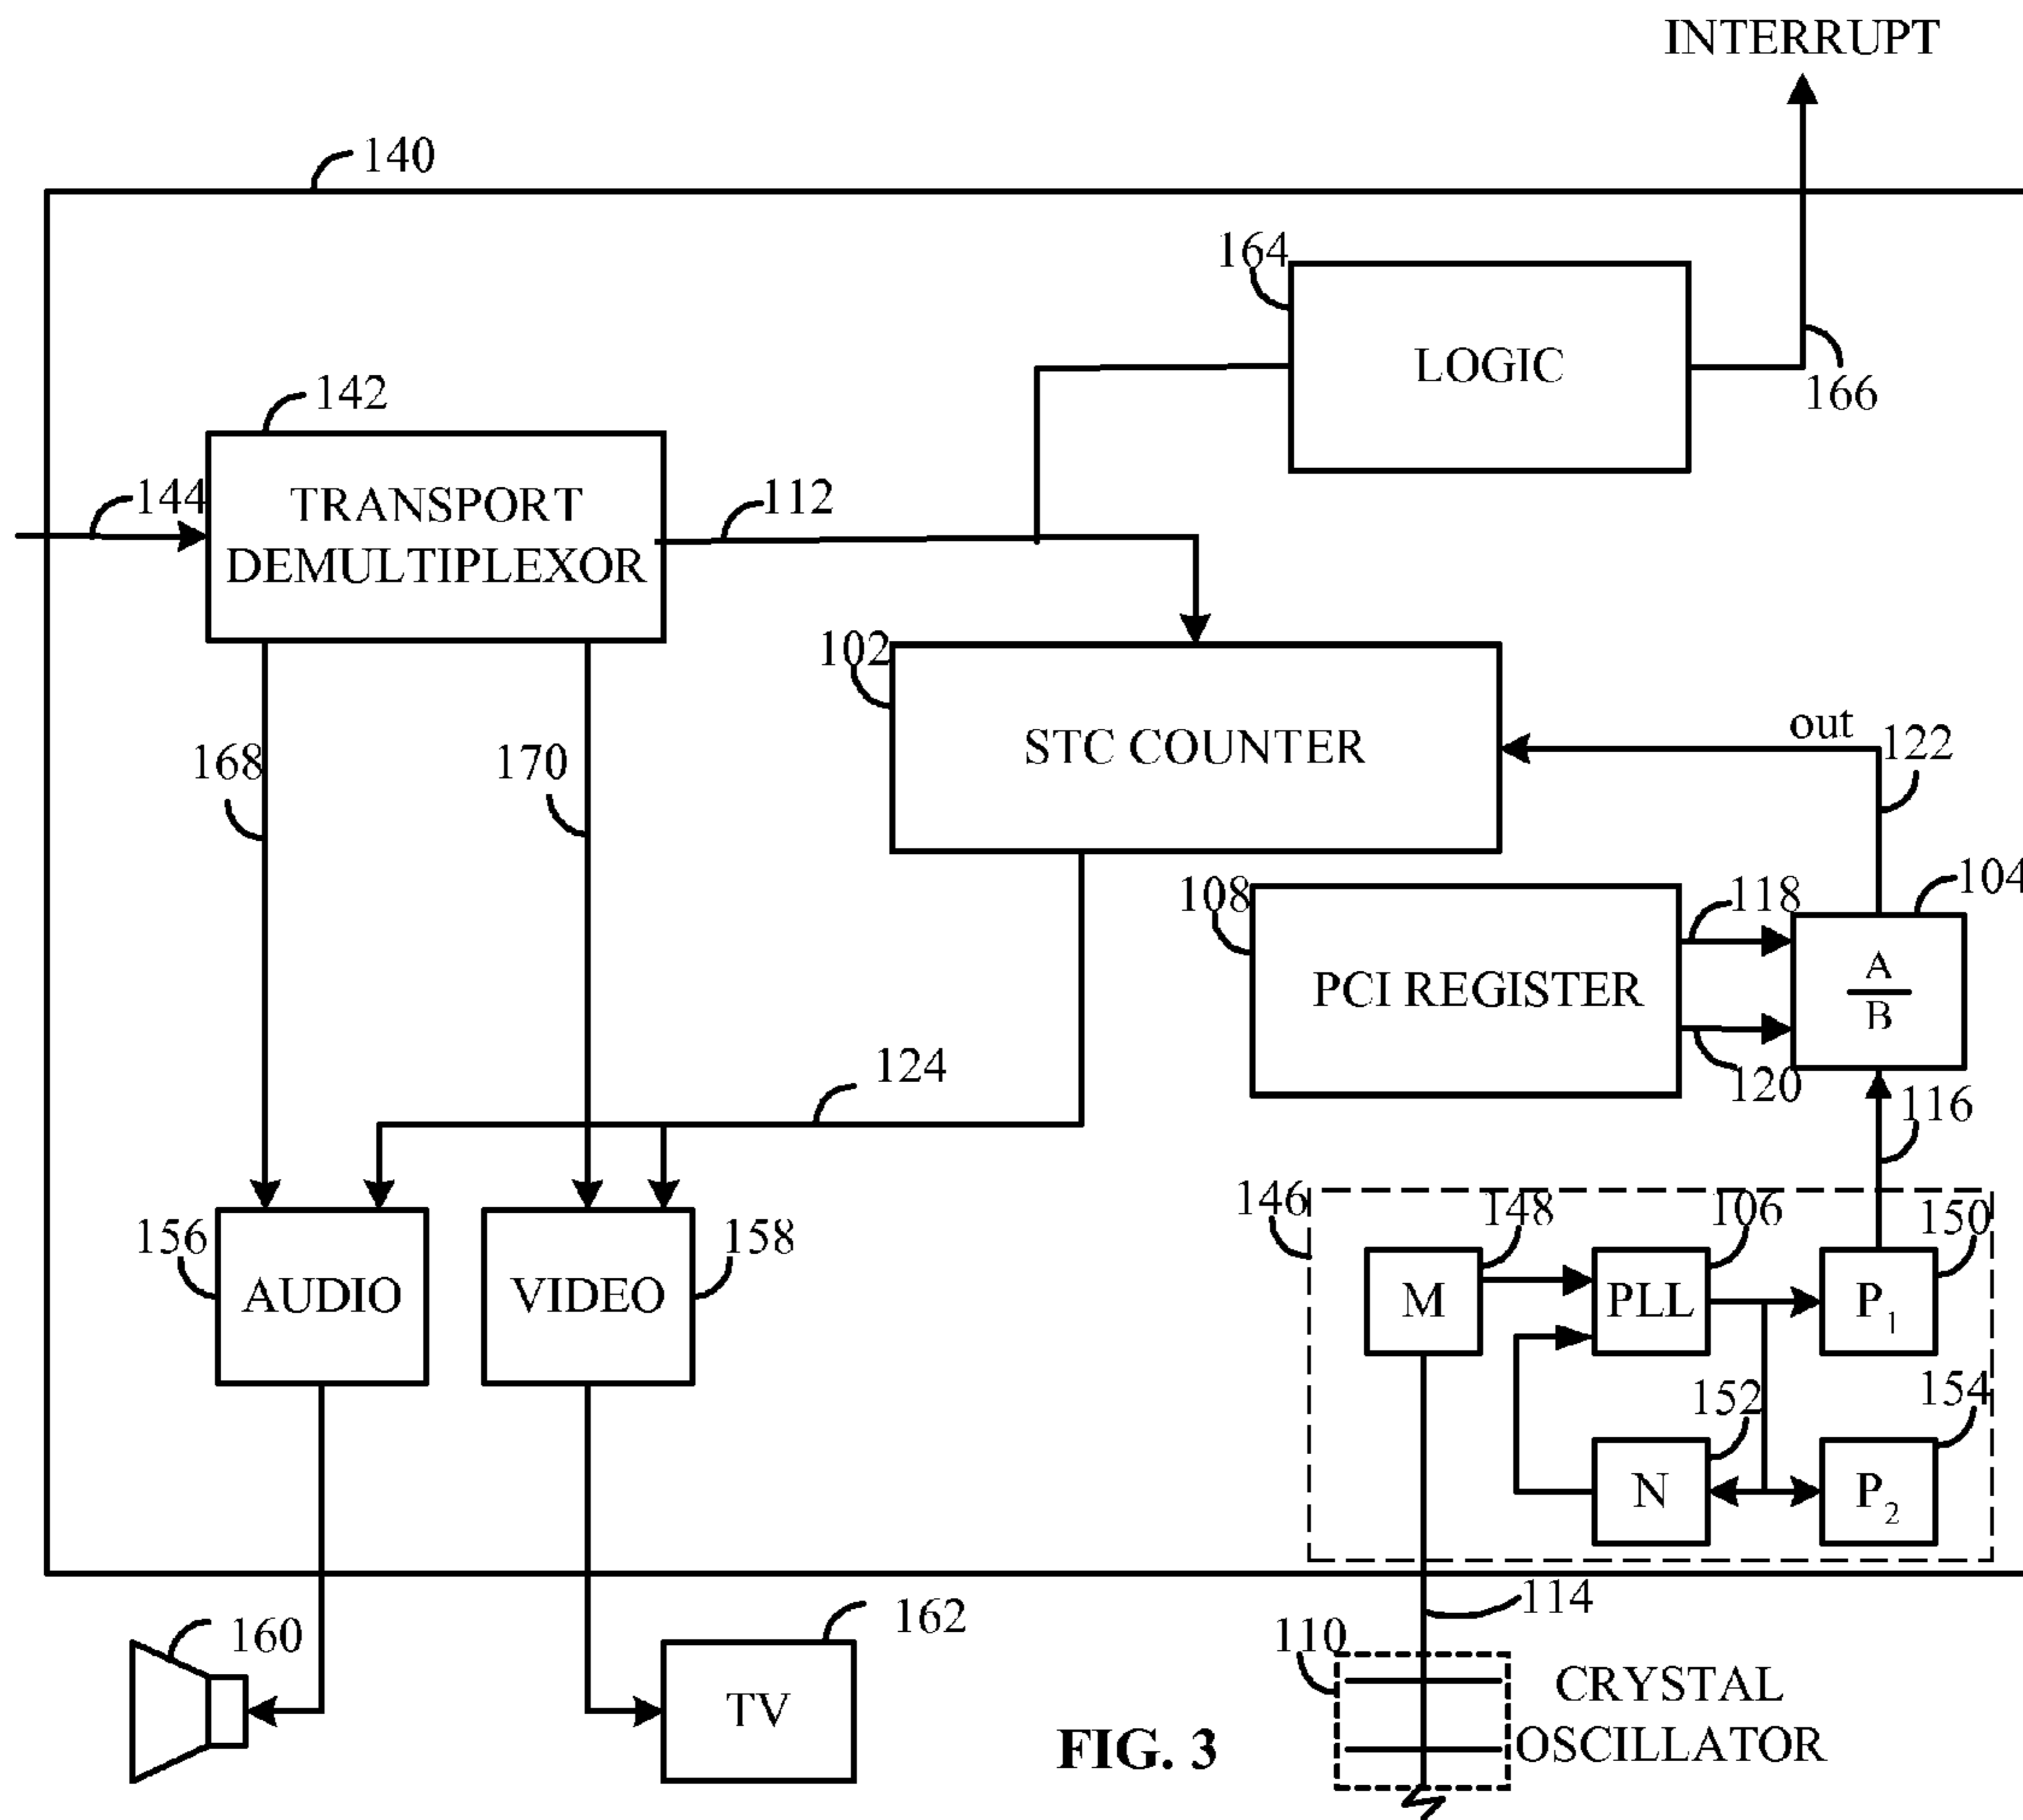 INTERRUPT
140
164
LOGIC
166
142
144
TRANSPORT
DEMULTIPLEXOR
112
102
STC COUNTER
out
122
168
170
108
PCI REGISTER
118
120
104
A
B
116
124
146
148
106
150
M
PLL
P1
152
154
N
P2
156
AUDIO
VIDEO
158
114
160
162
TV
110
CRYSTAL
OSCILLATOR
FIG. 3